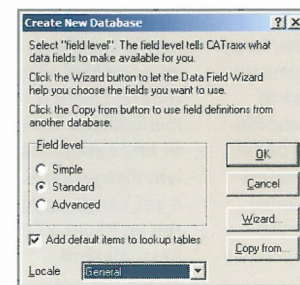 Create New Database
Select "field level". The field level tells CATraxx what
data fields to make available for you.
Click the Wizard button to let the Data Field Wizard
help you choose the fields you want to use.
Click the Copy from button to use field definitions from
another database.
Field level
Simple
Standard
Advanced
Add default items to lookup tables
Locale General
OK
Cancel
Wizard...
Copy from...